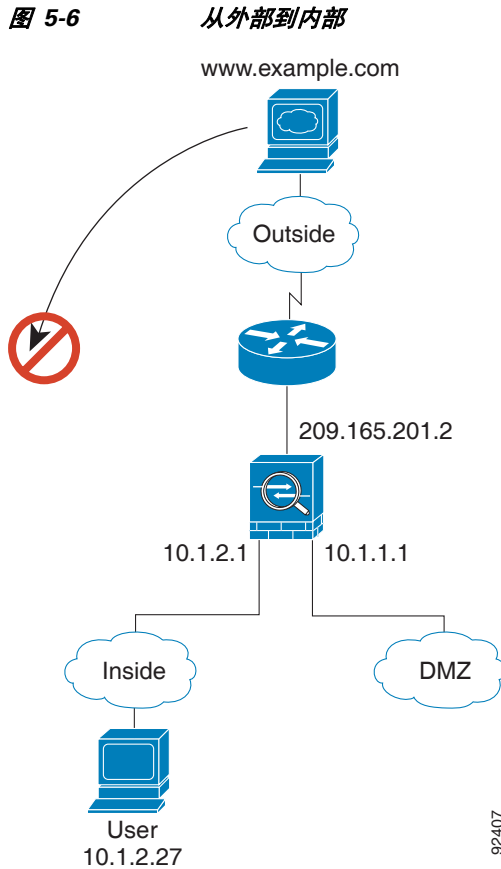 图 5-6 从外部到内部
www.example.com
Outside
209.165.201.2
10.1.2.1 10.1.1.1
Inside DMZ
User
10.1.2.27
92407